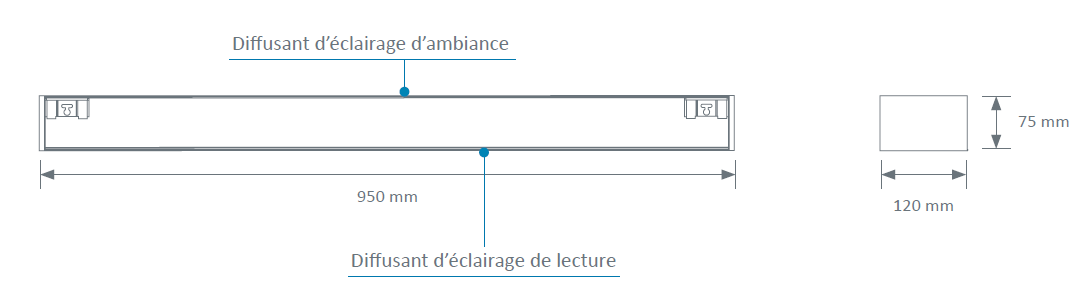 Diffusant d’éclairage d’ambiance
75 mm
950 mm
120 mm
Diffusant d’éclairage de lecture